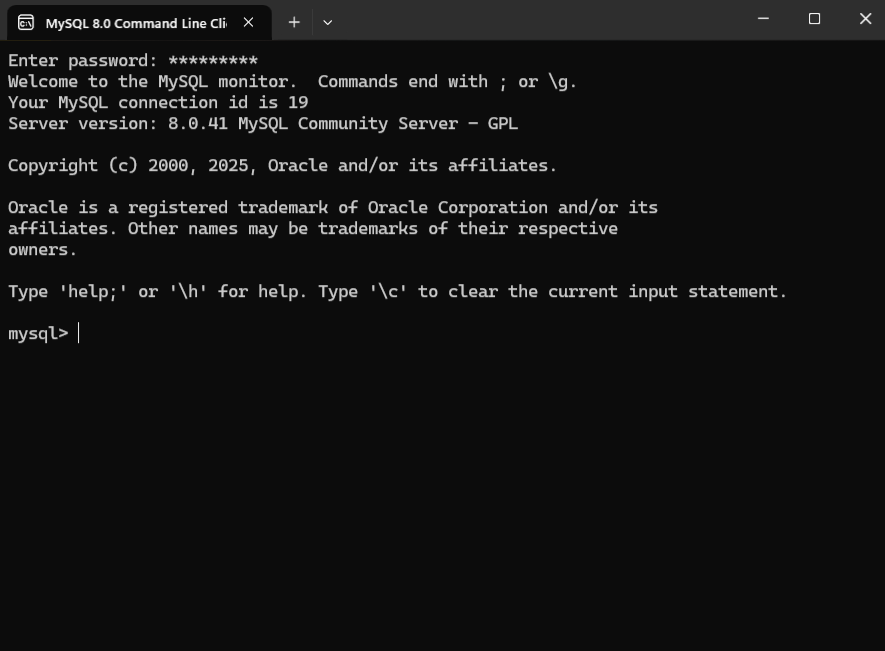 MySQL 8.0 Command Line Cli
Enter password: *********
Welcome to the MySQL monitor.  Commands end with ; or \g.
Your MySQL connection id is 19
Server version: 8.0.41 MySQL Community Server - GPL
Copyright (c) 2000, 2025, Oracle and/or its affiliates.
Oracle is a registered trademark of Oracle Corporation and/or its
affiliates. Other names may be trademarks of their respective
owners.
Type 'help;' or '\h' for help. Type '\c' to clear the current input statement.
mysql>